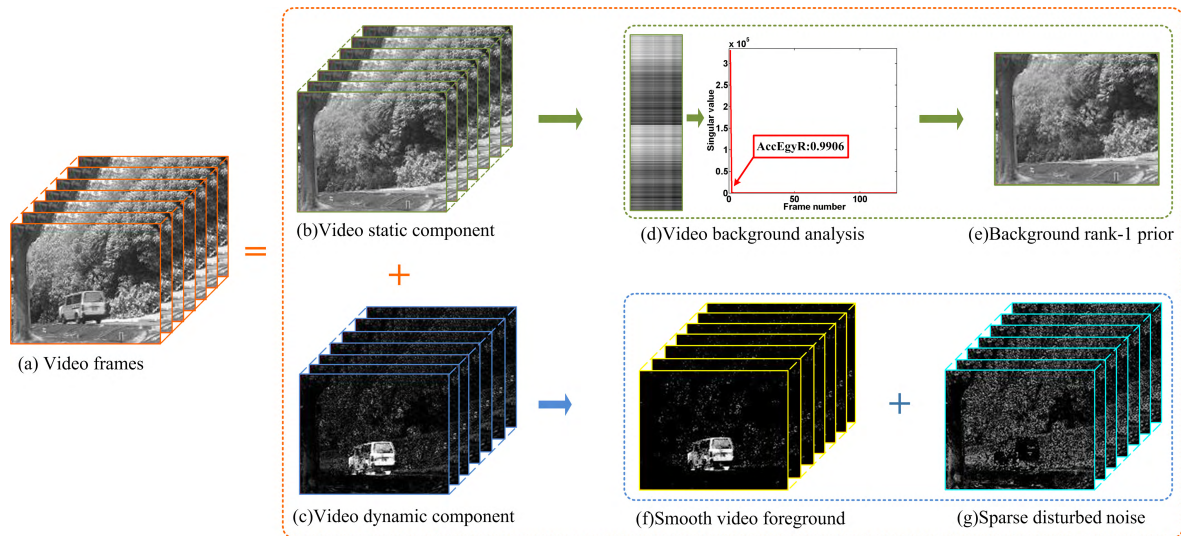 (a) Video frames
=
(b)Video static component
+
(c)Video dynamic component
x 10^5
3
2.5
2
1.5
1
0.5
0
Singular value
AccEgyR:0.9906
50
100
Frame number
(d)Video background analysis
(e)Background rank-1 prior
(f)Smooth video foreground
+
(g)Sparse disturbed noise